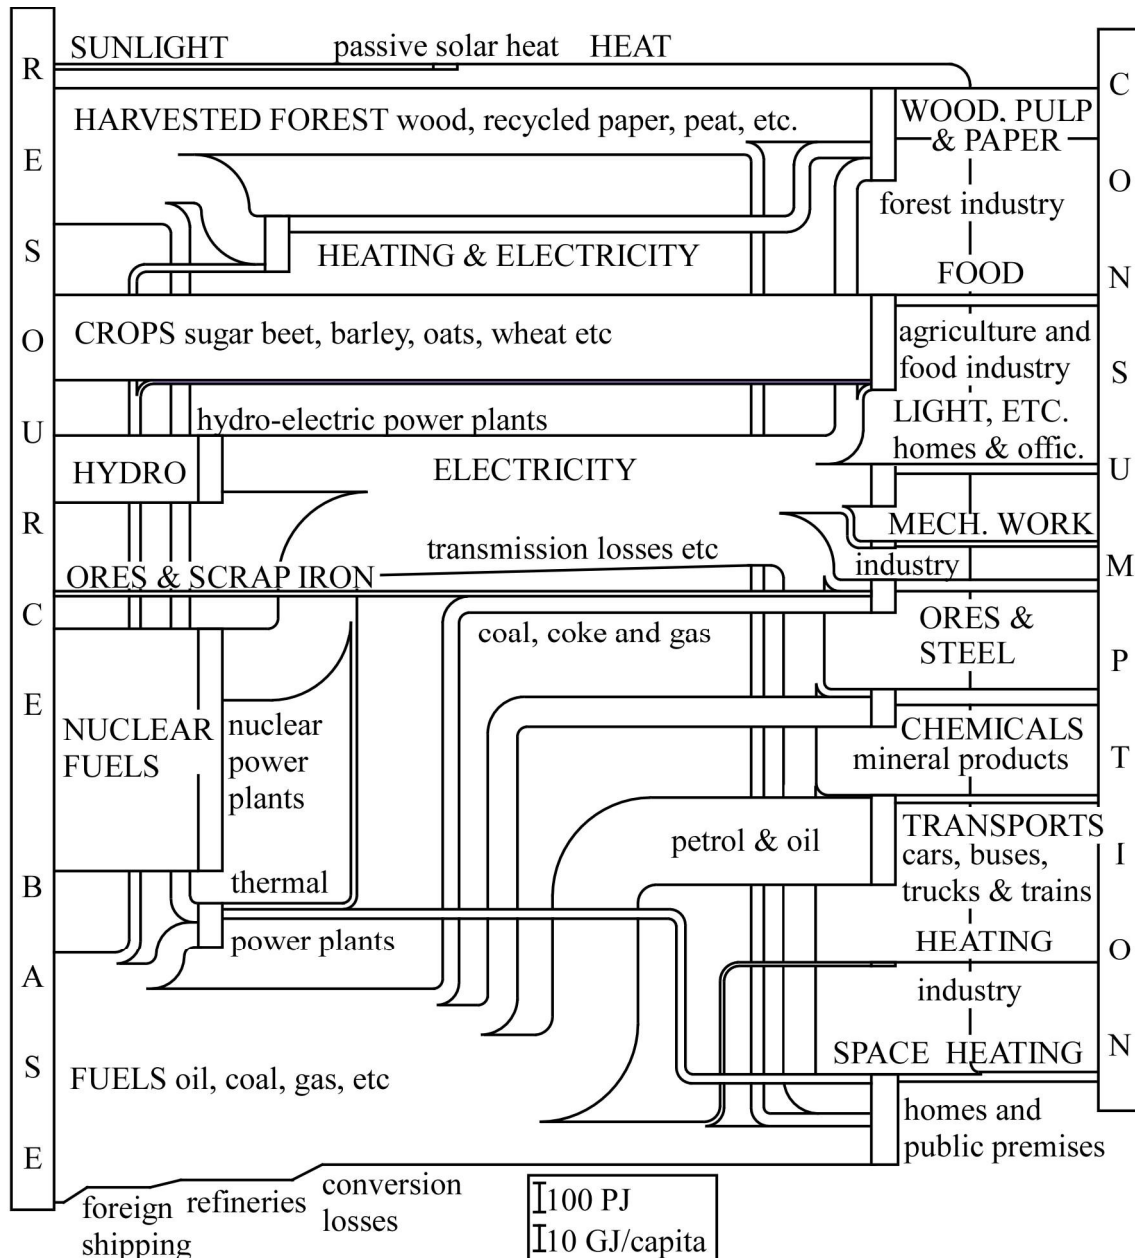 RESOURCE BASE
SUNLIGHT
passive solar heat
HEAT
HARVESTED FOREST wood, recycled paper, peat, etc.
WOOD, PULP
& PAPER
forest industry
HEATING & ELECTRICITY
FOOD
CROPS sugar beet, barley, oats, wheat etc
agriculture and
food industry
hydro-electric power plants
LIGHT, ETC.
homes & offic.
HYDRO
ELECTRICITY
MECH. WORK
transmission losses etc
industry
ORES & SCRAP IRON
coal, coke and gas
ORES &
STEEL
NUCLEAR
FUELS
nuclear
power
plants
CHEMICALS
mineral products
petrol & oil
TRANSPORTS
cars, buses,
trucks & trains
thermal
power plants
HEATING
industry
SPACE HEATING
FUELS oil, coal, gas, etc
homes and
public premises
foreign
shipping
refineries
conversion
losses
100 PJ
10 GJ/capita
CONSUMPTION